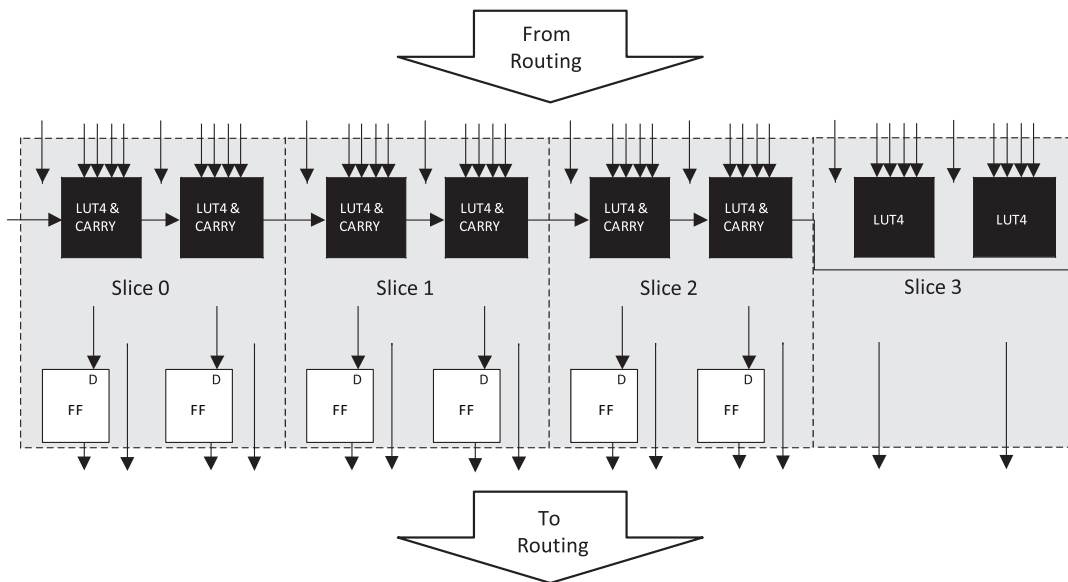 From
Routing
LUT4 &
CARRY
LUT4 &
CARRY
LUT4 &
CARRY
LUT4 &
CARRY
LUT4 &
CARRY
LUT4 &
CARRY
LUT4
LUT4
Slice 0
Slice 1
Slice 2
Slice 3
D
FF
D
FF
D
FF
D
FF
D
FF
D
FF
To
Routing